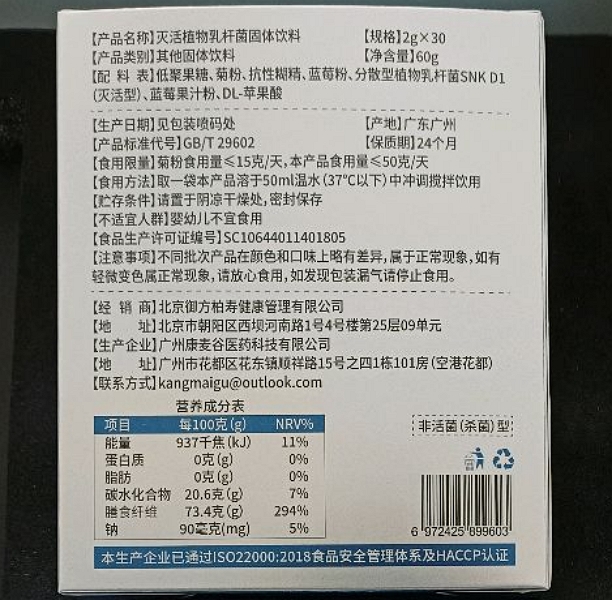 【产品名称】灭活植物乳杆菌固体饮料 【规格】2g×30
【产品类别】其他固体饮料 【净含量】60g
【配 料 表】低聚果糖、菊粉、抗性糊精、蓝莓粉、分散型植物乳杆菌SNK D1
(灭活型)、蓝莓果汁粉、DL-苹果酸
【生产日期】见包装喷码处 【产地】广东广州
【产品标准代号】GB/T 29602 【保质期】24个月
【食用限量】菊粉食用量≤15克/天,本产品食用量≤50克/天
【食用方法】取一袋本产品溶于50ml温水(37℃以下)中冲调搅拌饮用
【贮存条件】请置于阴凉干燥处,密封保存
【不适宜人群】婴幼儿不宜食用
【食品生产许可证编号】SC10644011401805
【注意事项】不同批次产品在颜色和口味上略有差异,属于正常现象,如有
轻微变色属正常现象,请放心食用,如发现包装漏气请停止食用。
【经 销 商】北京御方柏寿健康管理有限公司
【地 址】北京市朝阳区西坝河南路1号4号楼第25层09单元
【生产企业】广州康麦谷医药科技有限公司
【地 址】广州市花都区花东镇顺祥路15号之四1栋101房(空港花都)
【联系方式】kangmaigu@outlook.com
营养成分表
项目 每100克(g) NRV%
能量 937千焦(kJ) 11%
蛋白质 0克(g) 0%
脂肪 0克(g) 0%
碳水化合物 20.6克(g) 7%
膳食纤维 73.4克(g) 294%
钠 90毫克(mg) 5%
非活菌(杀菌)型
6 972425 899603
本生产企业已通过ISO22000:2018食品安全管理体系及HACCP认证